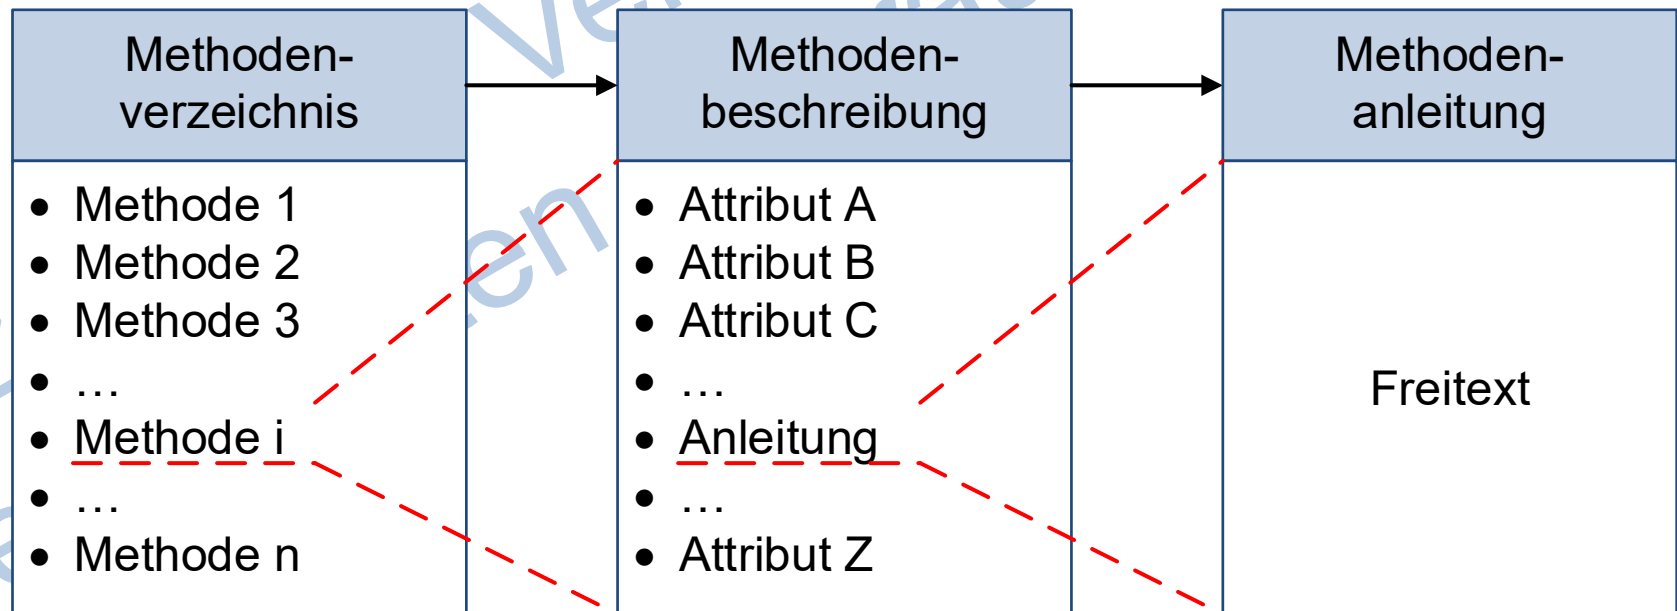 Methoden-
verzeichnis
• Methode 1
• Methode 2
• Methode 3
• …
• Methode i
• …
• Methode n
Methoden-
beschreibung
• Attribut A
• Attribut B
• Attribut C
• …
• Anleitung
• …
• Attribut Z
Methoden-
anleitung
Freitext